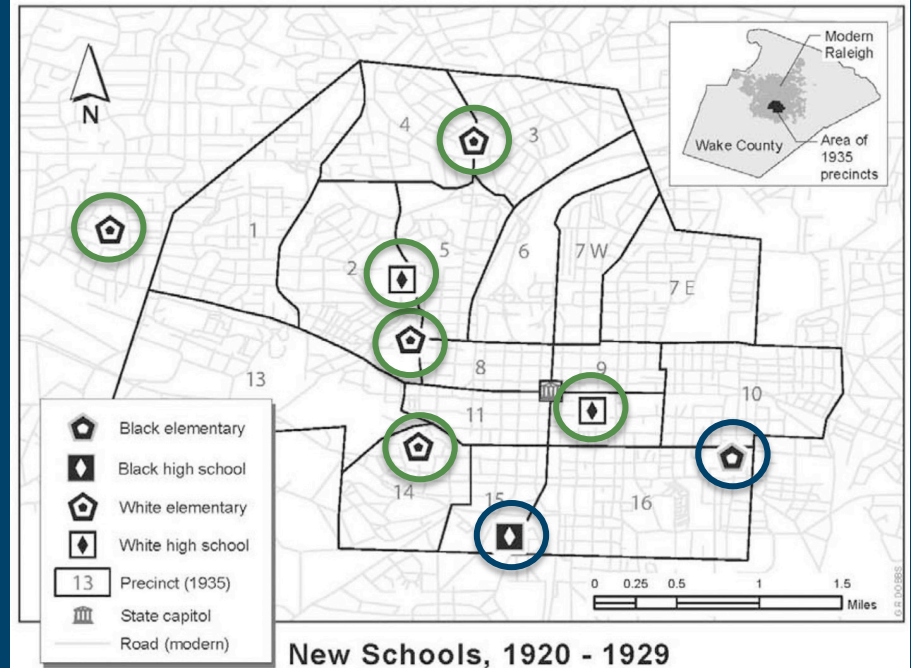 N
Modern
Raleigh
Wake County
Area of
1935
precincts
4
3
1
2
5
6
7 W
7 E
8
9
10
11
13
14
15
16
Black elementary
Black high school
White elementary
White high school
13 Precinct (1935)
State capitol
Road (modern)
0 0.25 0.5 1 1.5
Miles
G.R. DOBBS
New Schools, 1920 - 1929